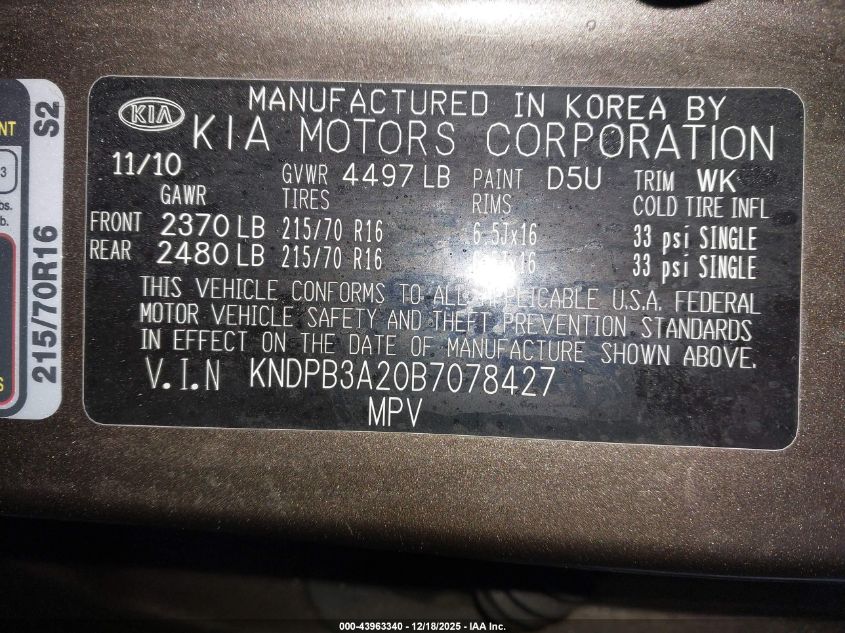 KIA
MANUFACTURED IN KOREA BY
KIA MOTORS CORPORATION
11/10 GVWR 4497 LB PAINT D5U TRIM WK
GAWR TIRES RIMS COLD TIRE INFL
FRONT 2370 LB 215/70 R16 6.5Jx16 33 psi SINGLE
REAR 2480 LB 215/70 R16 33 psi SINGLE
THIS VEHICLE CONFORMS TO ALL APPLICABLE U.S.A. FEDERAL
MOTOR VEHICLE SAFETY AND THEFT PREVENTION STANDARDS
IN EFFECT ON THE DATE OF MANUFACTURE SHOWN ABOVE.
V.I.N KNDPB3A20B7078427
MPV
215/70R16 S2
NT
3
bs.
b.
S
000-43963340 - 12/18/2025 - IAA Inc.